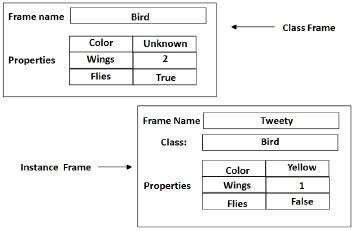 Frame name Bird
Class Frame
Properties
Color Unknown
Wings 2
Flies True
Frame Name Tweety
Class: Bird
Instance Frame
Properties
Color Yellow
Wings 1
Flies False